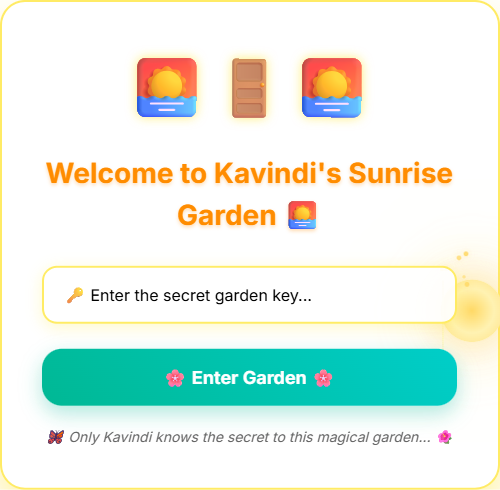 Welcome to Kavindi's Sunrise
Garden 🌅
🔑 Enter the secret garden key...
🌸 Enter Garden 🌸
🦋 Only Kavindi knows the secret to this magical garden... 🌺